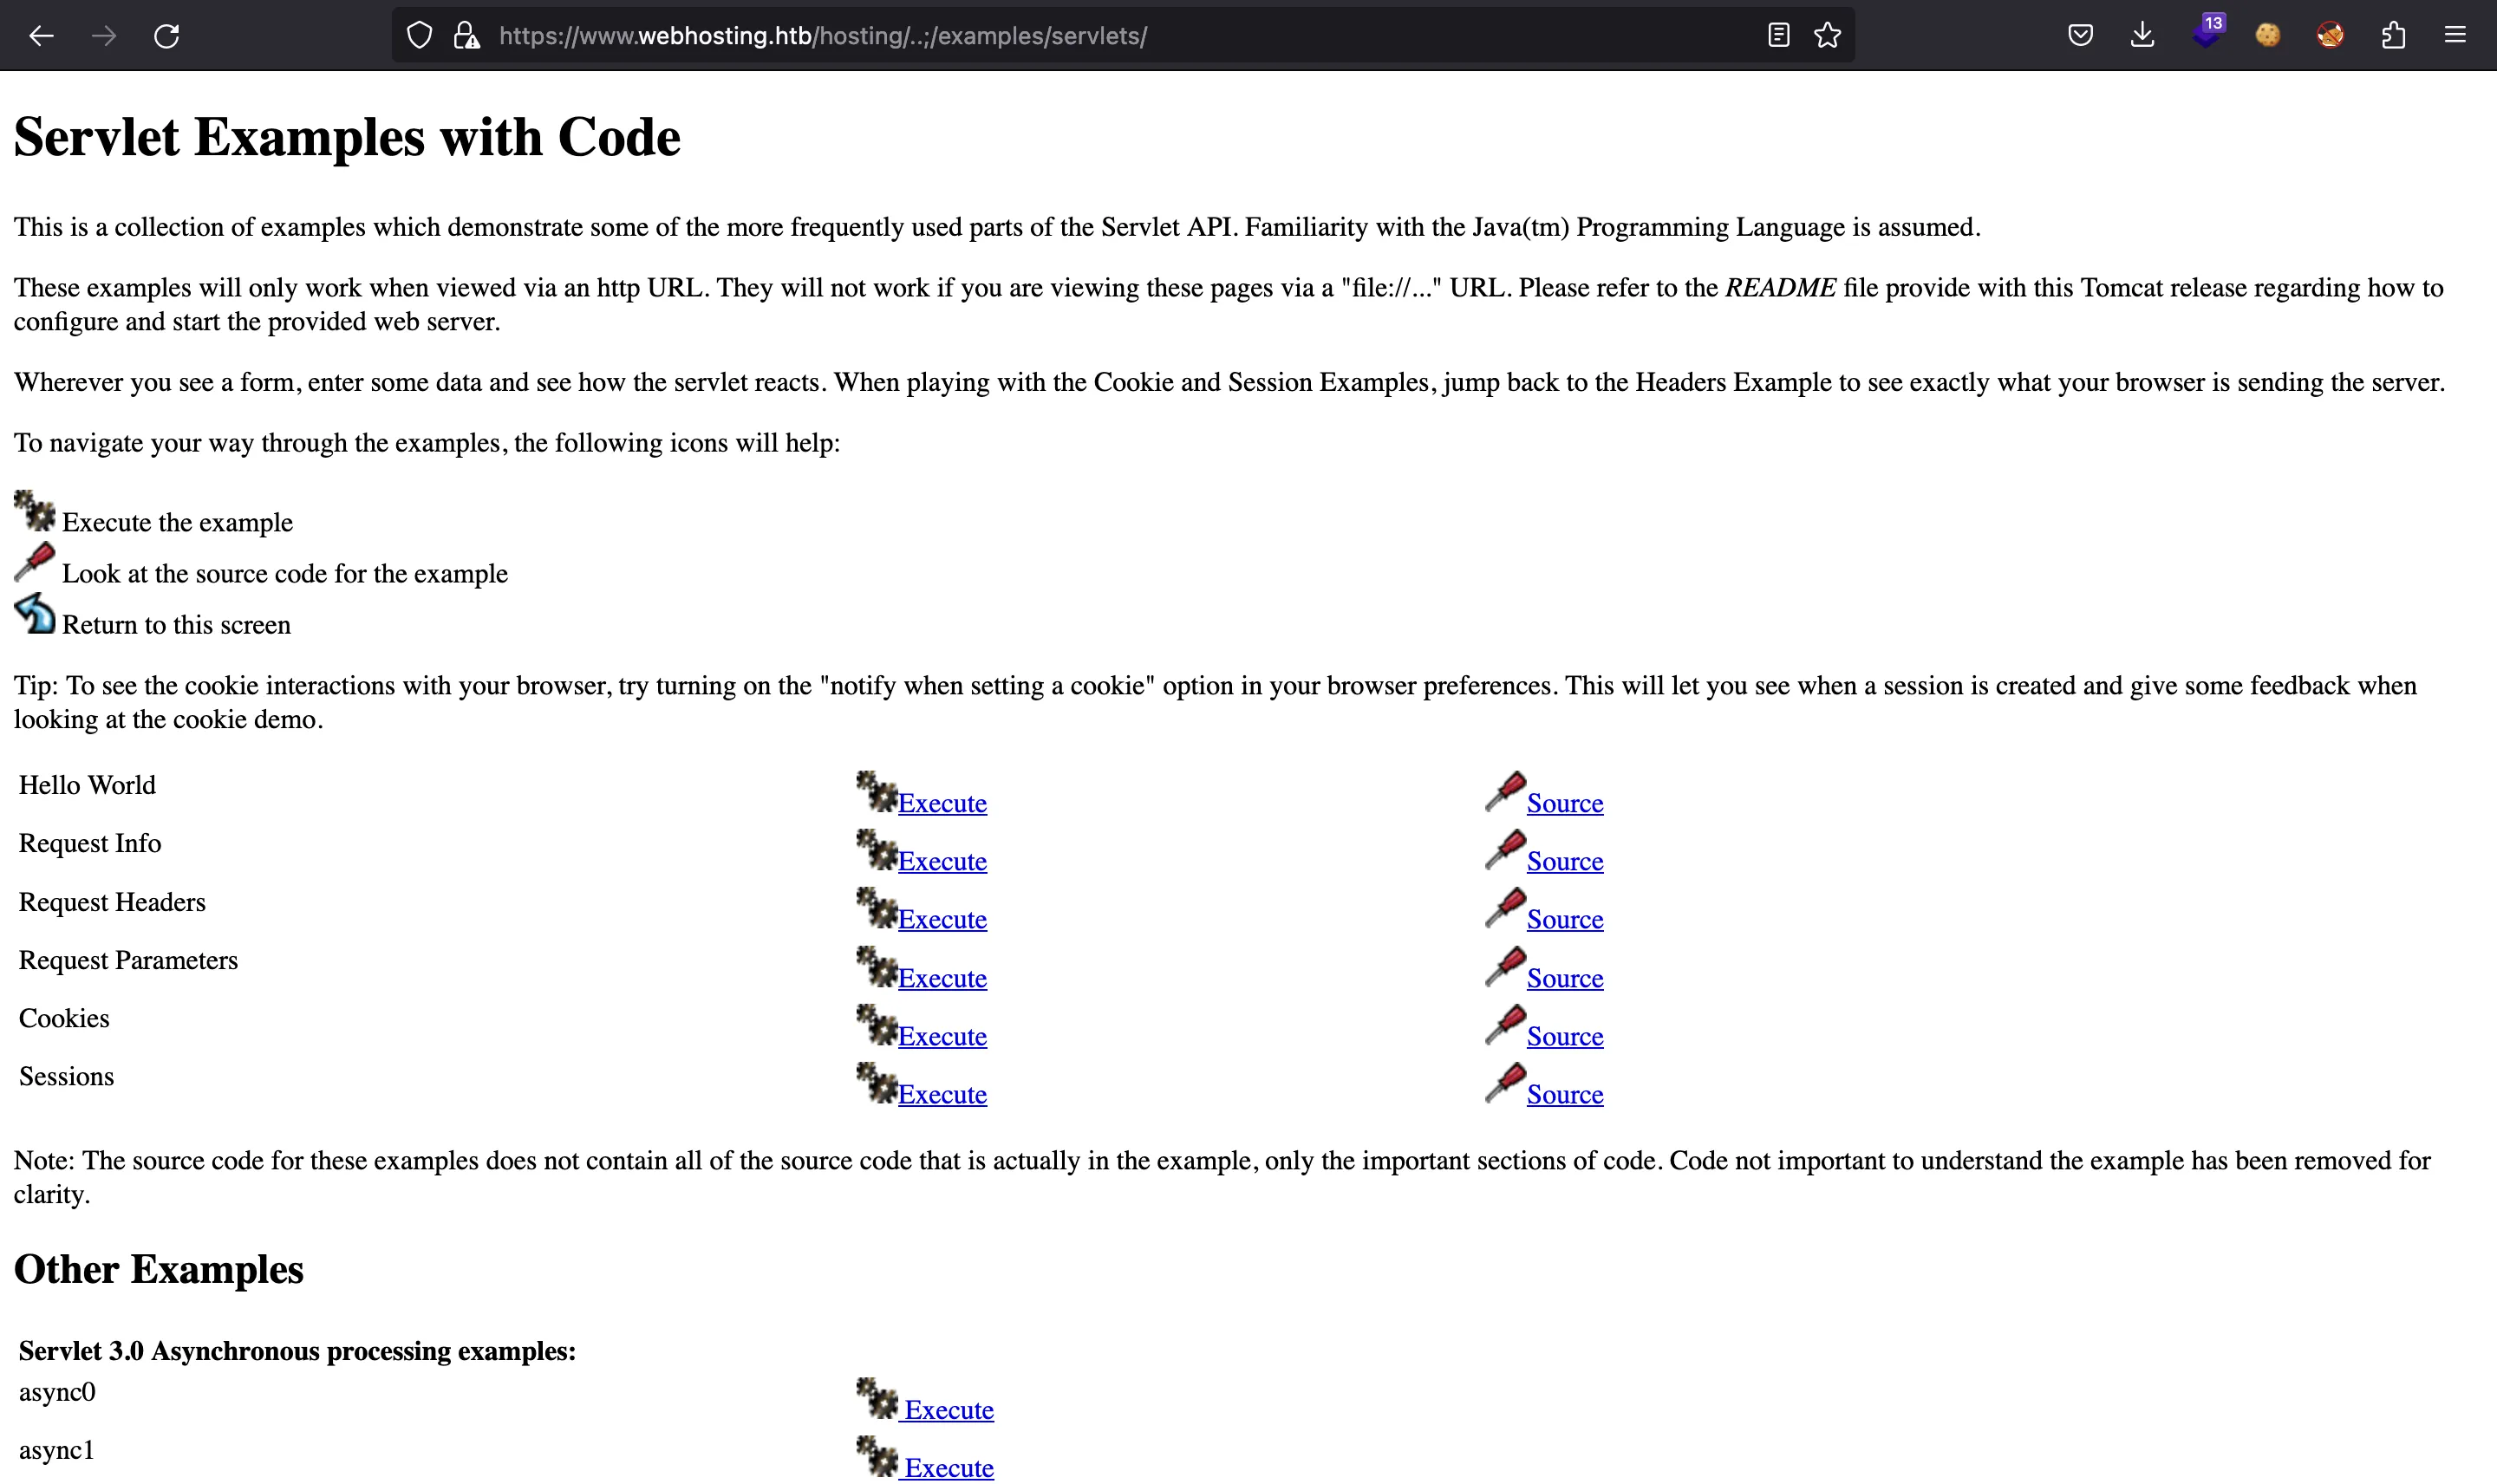 13
https://www.webhosting.htb/hosting/..;/examples/servlets/
Servlet Examples with Code
This is a collection of examples which demonstrate some of the more frequently used parts of the Servlet API. Familiarity with the Java(tm) Programming Language is assumed.
These examples will only work when viewed via an http URL. They will not work if you are viewing these pages via a "file://..." URL. Please refer to the README file provide with this Tomcat release regarding how to
configure and start the provided web server.
Wherever you see a form, enter some data and see how the servlet reacts. When playing with the Cookie and Session Examples, jump back to the Headers Example to see exactly what your browser is sending the server.
To navigate your way through the examples, the following icons will help:
Execute the example
Look at the source code for the example
Return to this screen
Tip: To see the cookie interactions with your browser, try turning on the "notify when setting a cookie" option in your browser preferences. This will let you see when a session is created and give some feedback when
looking at the cookie demo.
Hello World Execute Source
Request Info Execute Source
Request Headers Execute Source
Request Parameters Execute Source
Cookies Execute Source
Sessions Execute Source
Note: The source code for these examples does not contain all of the source code that is actually in the example, only the important sections of code. Code not important to understand the example has been removed for
clarity.
Other Examples
Servlet 3.0 Asynchronous processing examples:
async0 Execute
async1 Execute